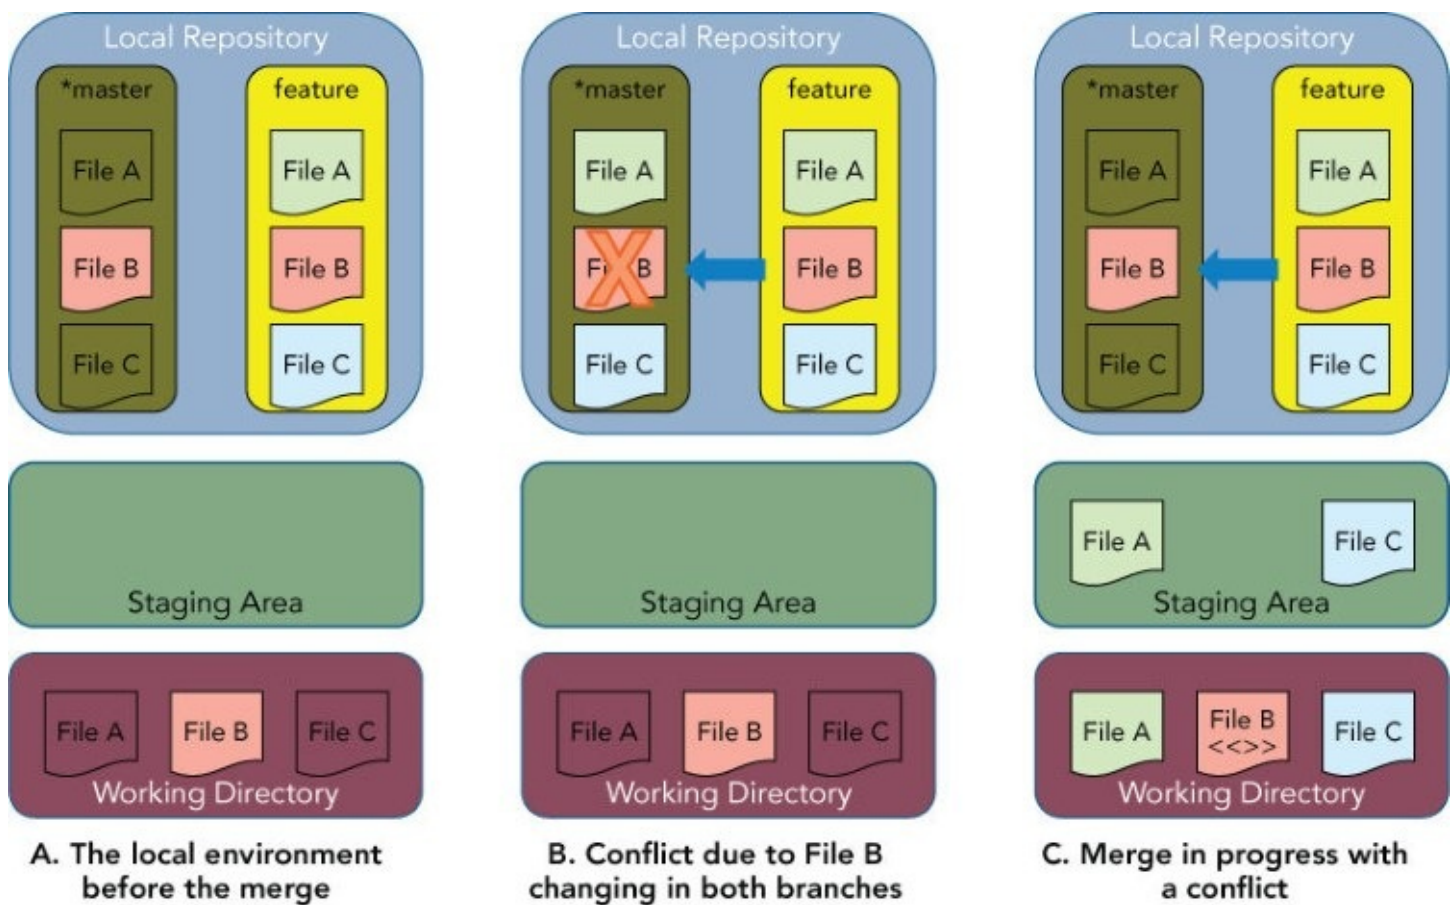 Local Repository
*master
feature
File A
File A
File B
File B
File C
File C
Staging Area
File A
File B
File C
Working Directory
A. The local environment
before the merge
Local Repository
*master
feature
File A
File A
File B
File B
File C
File C
Staging Area
File A
File B
File C
Working Directory
B. Conflict due to File B
changing in both branches
Local Repository
*master
feature
File A
File A
File B
File B
File C
File C
File A
File C
Staging Area
File A
File B
<<>>
File C
Working Directory
C. Merge in progress with
a conflict